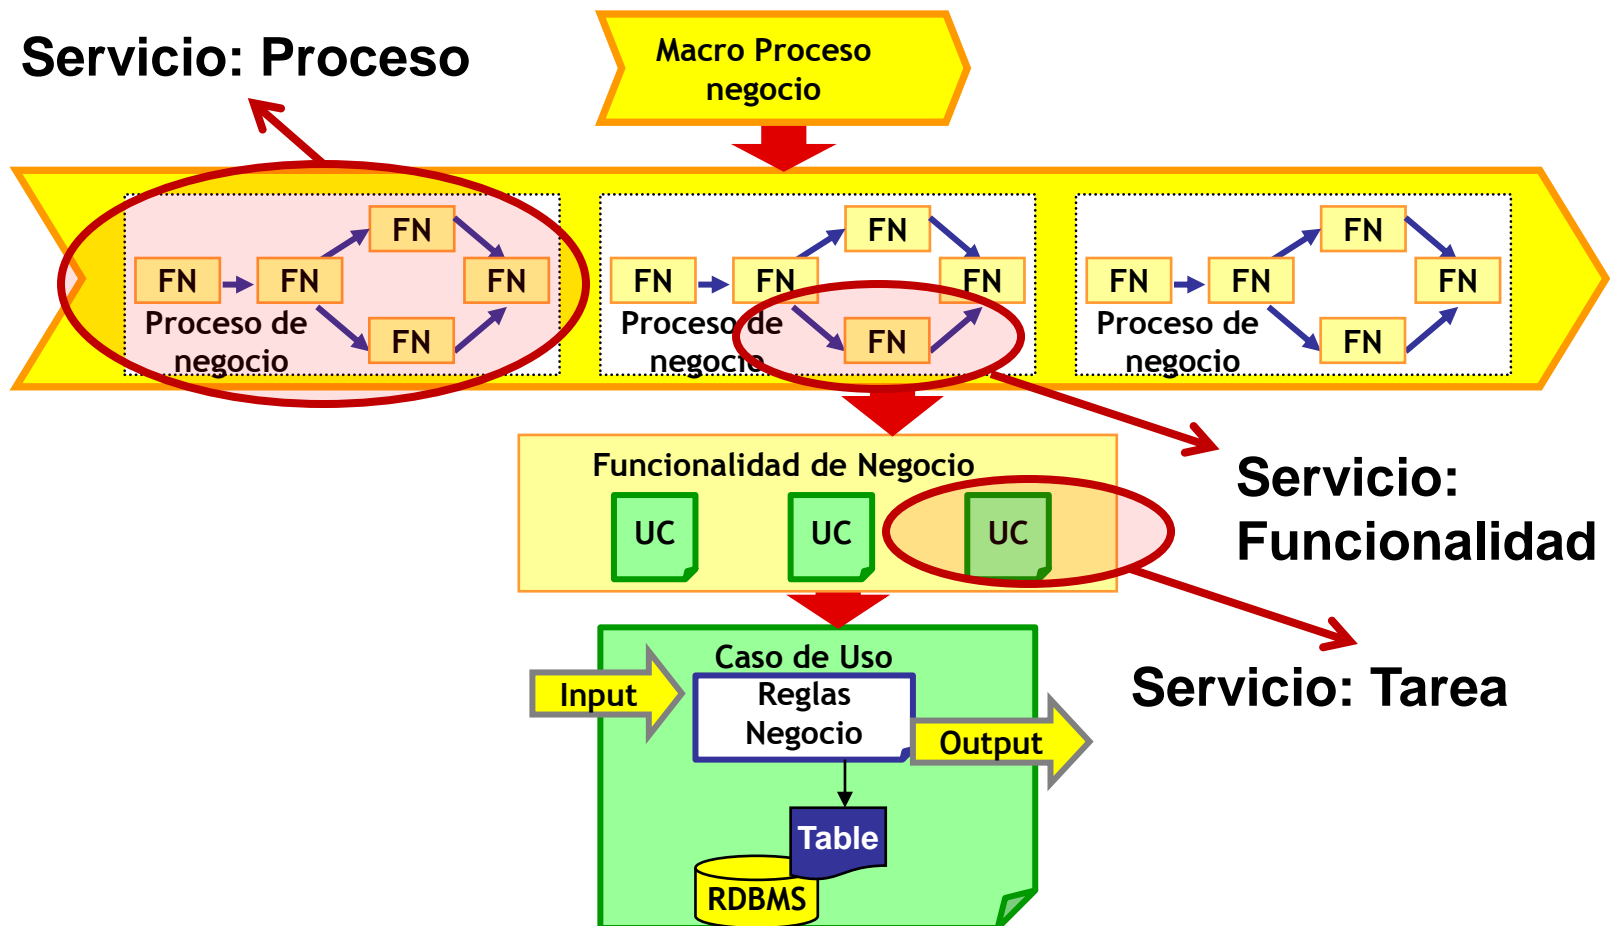 Servicio: Proceso
Macro Proceso
negocio
FN
FN
FN
FN
FN
Proceso de
negocio
FN
FN
FN
FN
FN
Proceso de
negocio
FN
FN
FN
FN
FN
Proceso de
negocio
Funcionalidad de Negocio
UC
UC
UC
Servicio:
Funcionalidad
Caso de Uso
Input
Reglas
Negocio
Output
Servicio: Tarea
Table
RDBMS